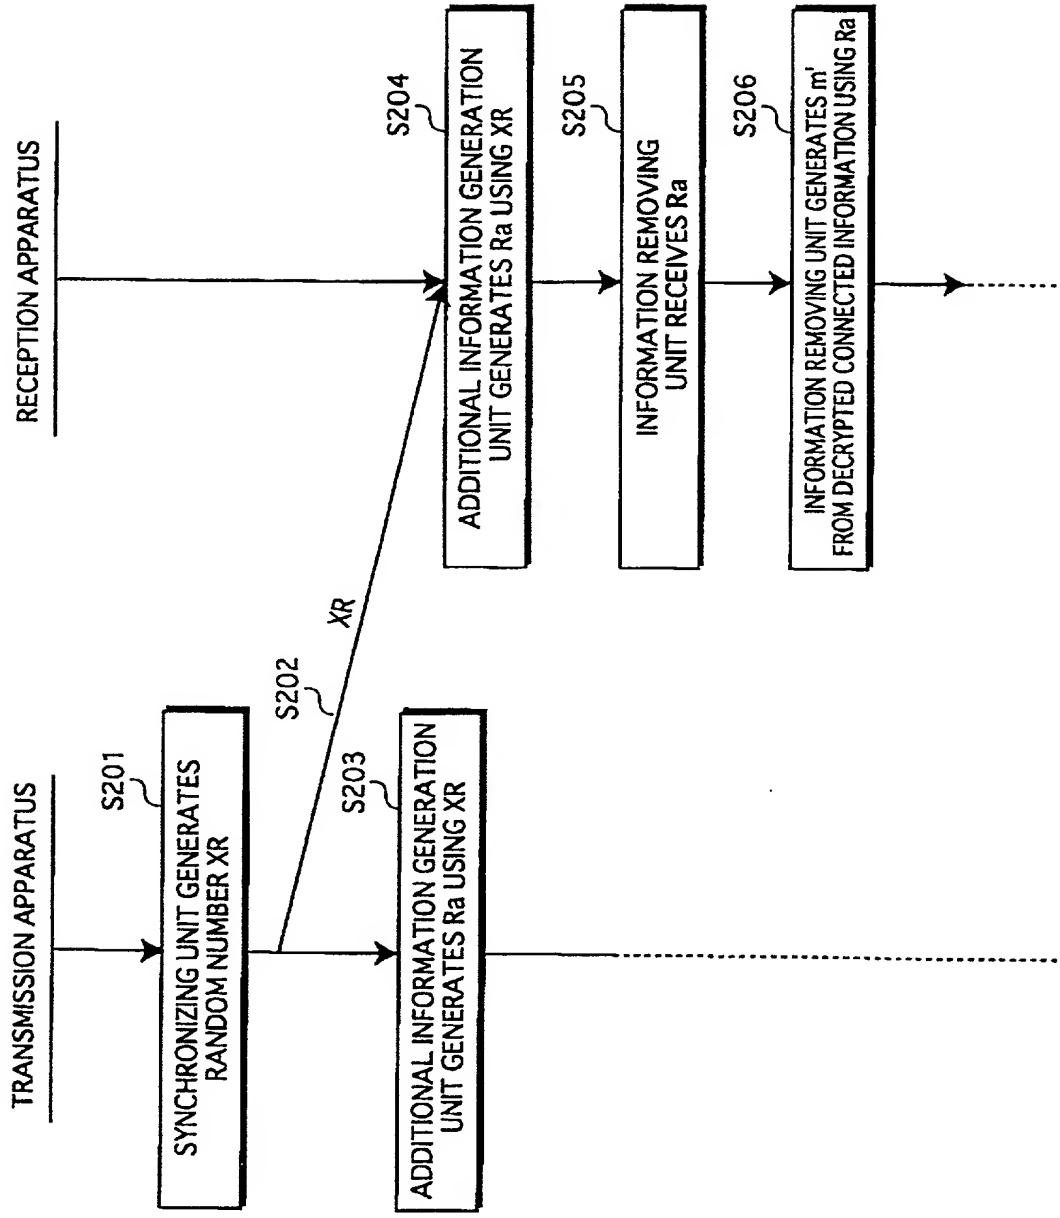 TRANSMISSION APPARATUS
RECEPTION APPARATUS
S201
SYNCHRONIZING UNIT GENERATES
RANDOM NUMBER XR
S202
XR
S203
ADDITIONAL INFORMATION GENERATION
UNIT GENERATES Ra USING XR
S204
ADDITIONAL INFORMATION GENERATION
UNIT GENERATES Ra USING XR
S205
INFORMATION REMOVING
UNIT RECEIVES Ra
S206
INFORMATION REMOVING UNIT GENERATES m'
FROM DECRYPTED CONNECTED INFORMATION USING Ra